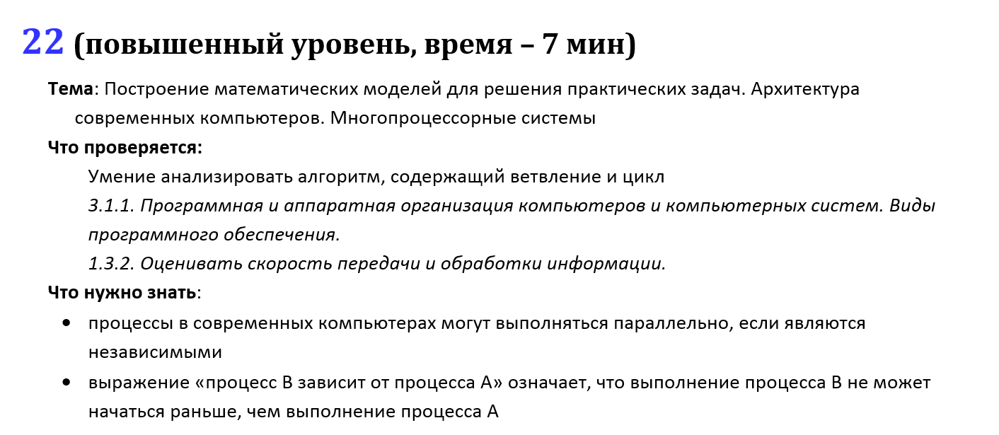 22 (повышенный уровень, время – 7 мин)
Тема: Построение математических моделей для решения практических задач. Архитектура
современных компьютеров. Многопроцессорные системы
Что проверяется:
Умение анализировать алгоритм, содержащий ветвление и цикл
3.1.1. Программная и аппаратная организация компьютеров и компьютерных систем. Виды
программного обеспечения.
1.3.2. Оценивать скорость передачи и обработки информации.
Что нужно знать:
• процессы в современных компьютерах могут выполняться параллельно, если являются
независимыми
• выражение «процесс B зависит от процесса A» означает, что выполнение процесса B не может
начаться раньше, чем выполнение процесса A